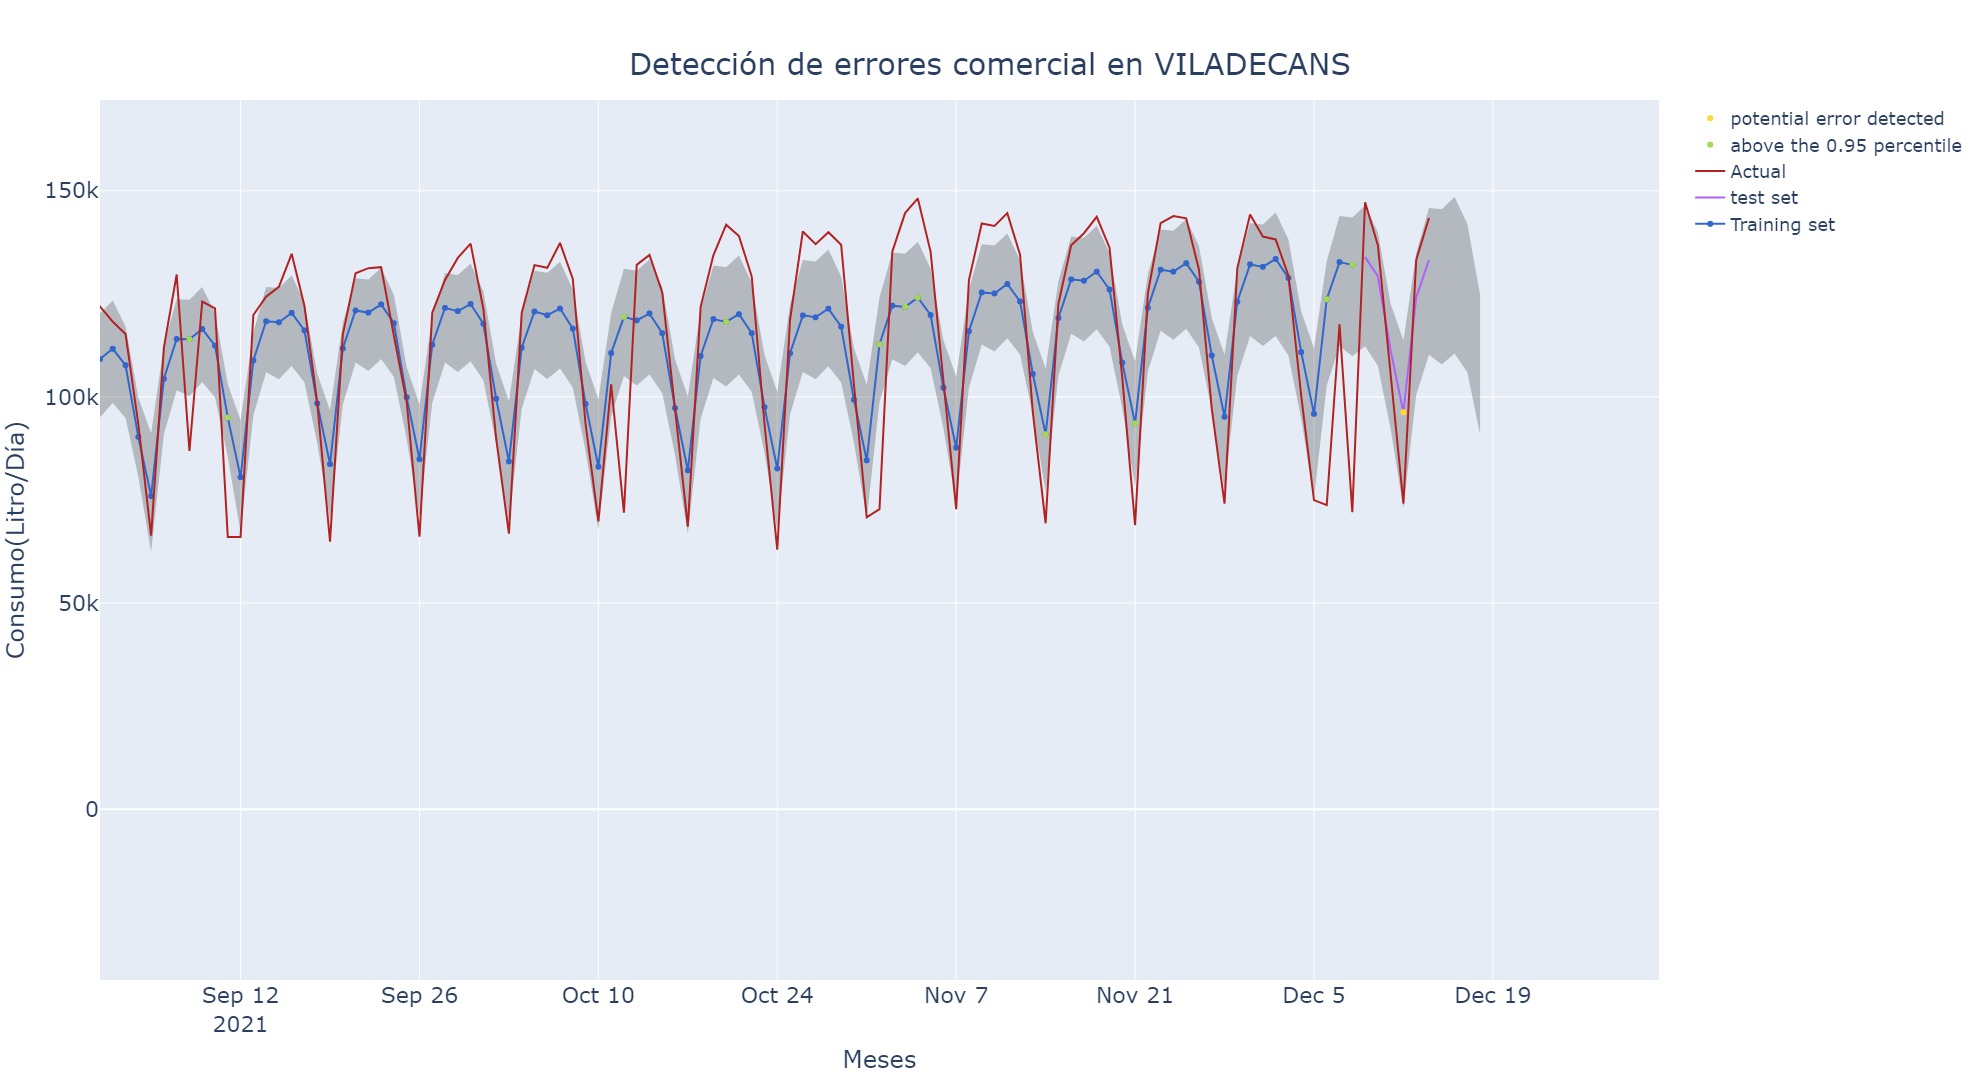 Detección de errores comercial en VILADECANS
potential error detected
above the 0.95 percentile
Actual
test set
Training set
150k
100k
50k
0
Consumo(Litro/Día)
Sep 12
2021
Sep 26
Oct 10
Oct 24
Nov 7
Nov 21
Dec 5
Dec 19
Meses